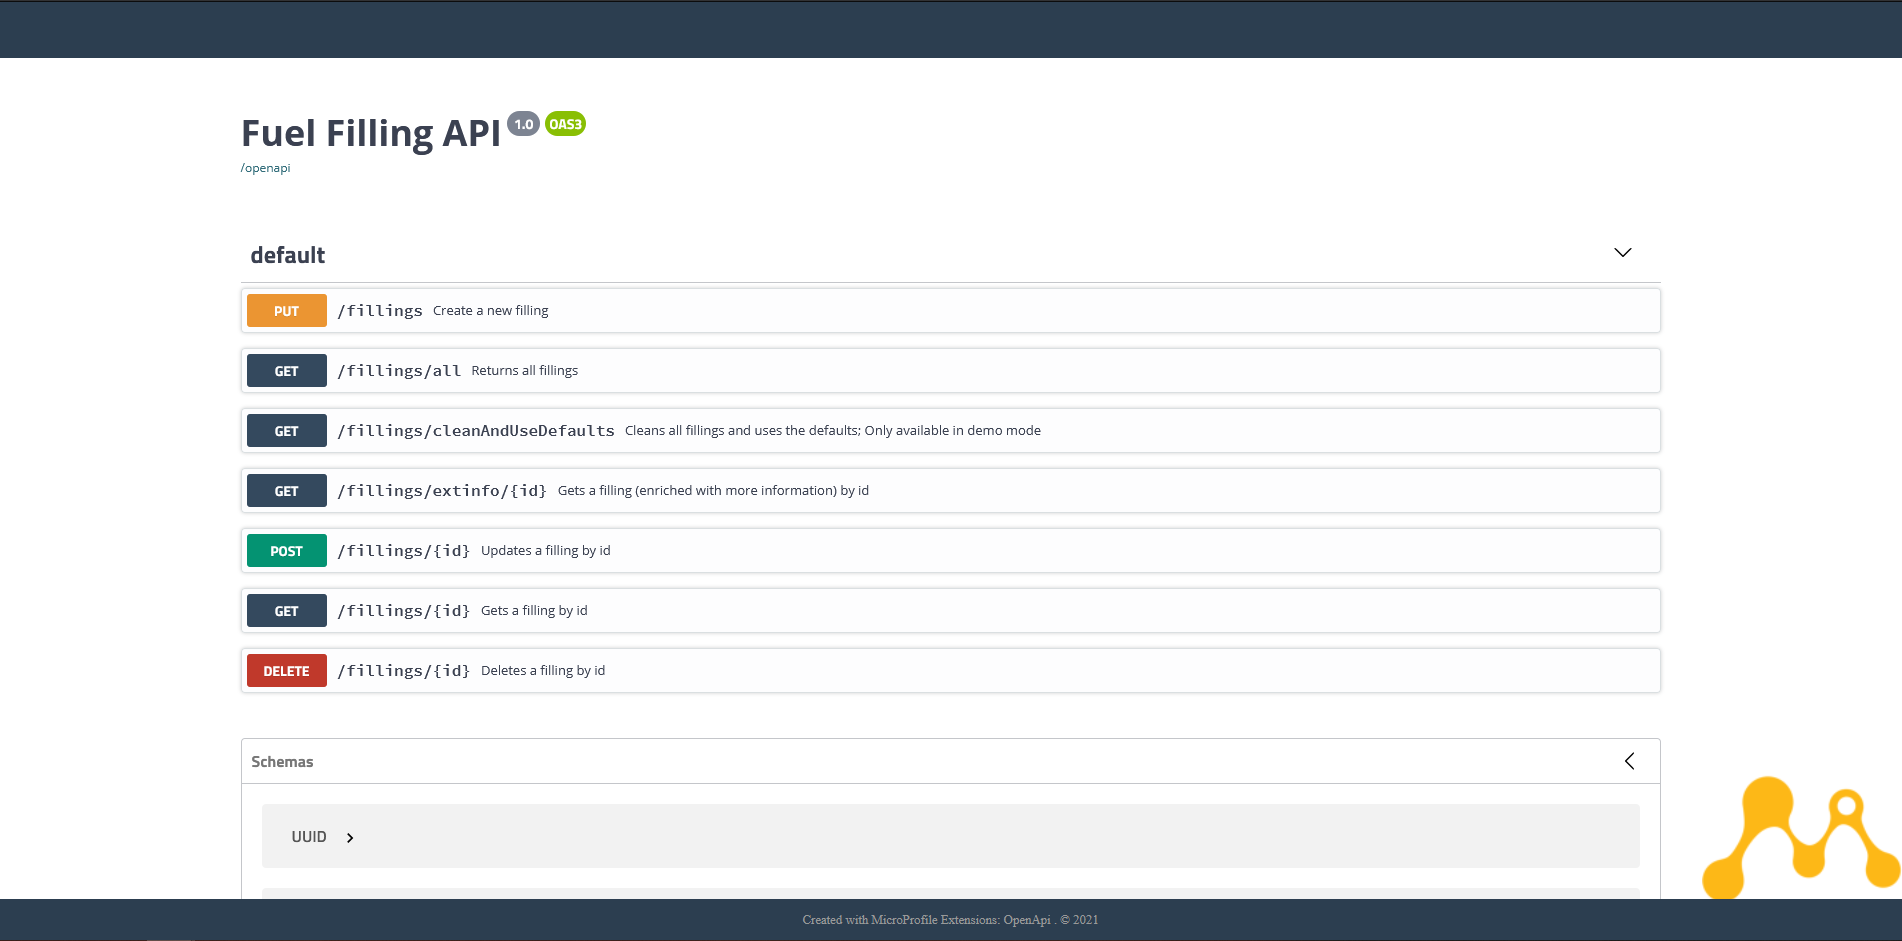 Fuel Filling API 1.0 OAS3
/openapi
default
PUT /fillings Create a new filling
GET /fillings/all Returns all fillings
GET /fillings/cleanAndUseDefaults Cleans all fillings and uses the defaults; Only available in demo mode
GET /fillings/extinfo/{id} Gets a filling (enriched with more information) by id
POST /fillings/{id} Updates a filling by id
GET /fillings/{id} Gets a filling by id
DELETE /fillings/{id} Deletes a filling by id
Schemas
UUID
Created with MicroProfile Extensions: OpenApi . © 2021